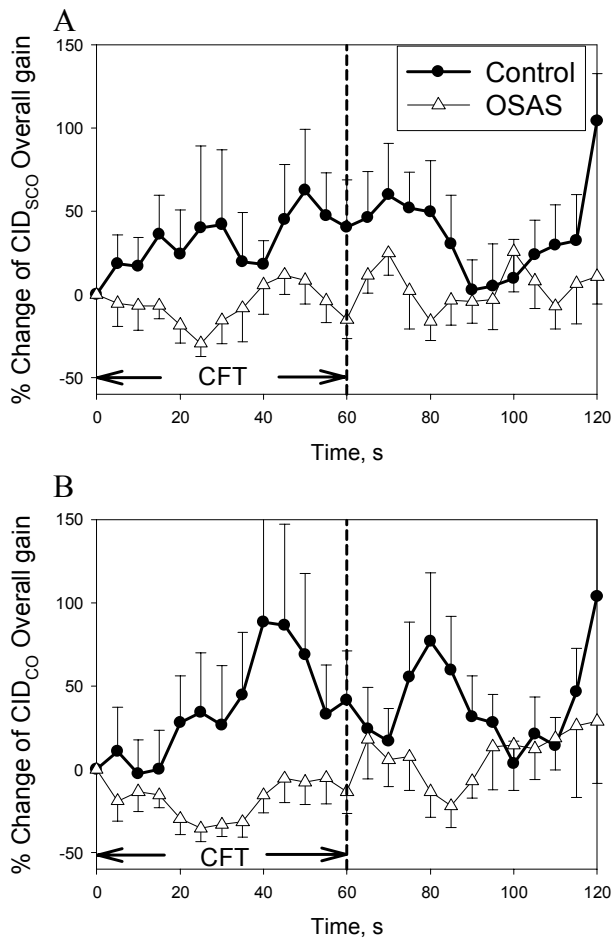 A
% Change of CID_SCO Overall gain
150
100
50
0
-50
Control
OSAS
CFT
0 20 40 60 80 100 120
Time, s
B
% Change of CID_CO Overall gain
150
100
50
0
-50
CFT
0 20 40 60 80 100 120
Time, s